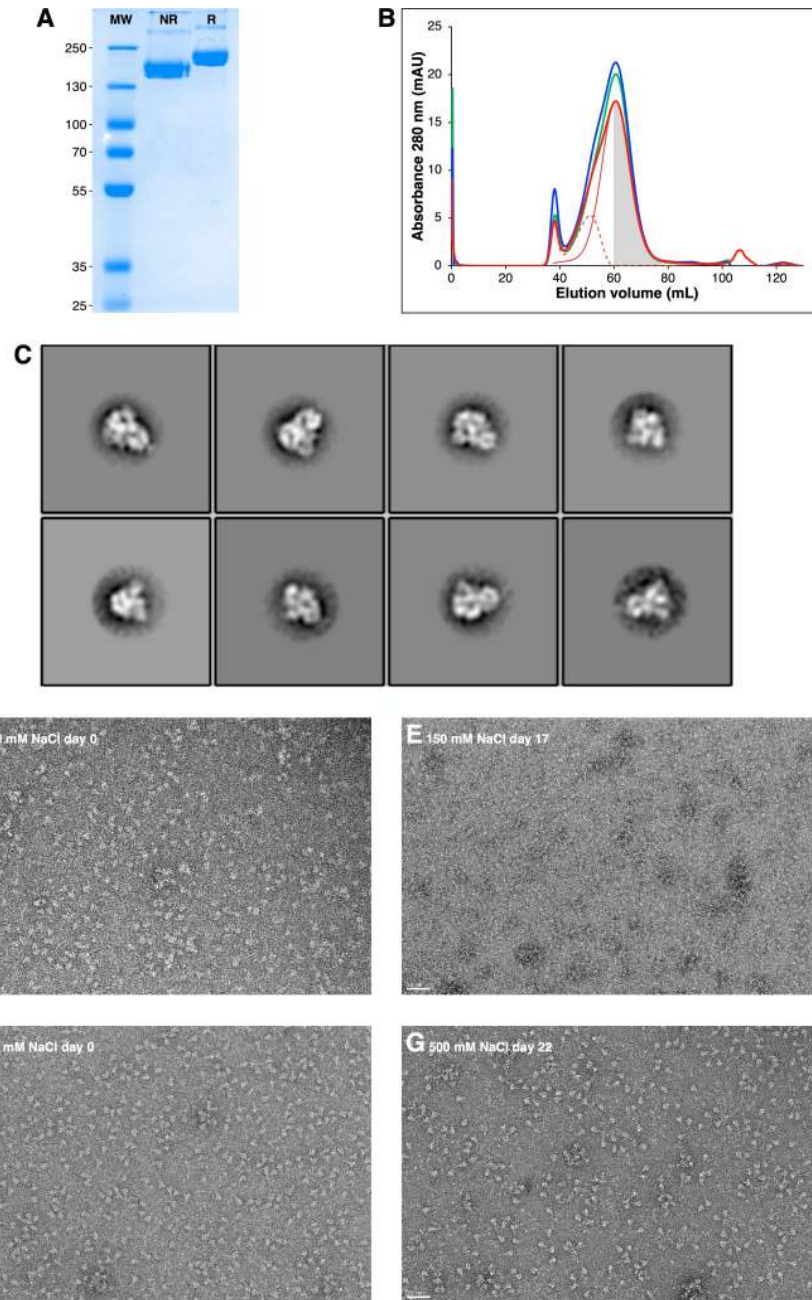 A
MW NR R
250
130
100
70
55
35
25
B
Absorbance 280 nm (mAU)
25
20
15
10
5
0
0 20 40 60 80 100 120
Elution volume (mL)
C
mM NaCl day 0
E 150 mM NaCl day 17
mM NaCl day 0
G 500 mM NaCl day 22